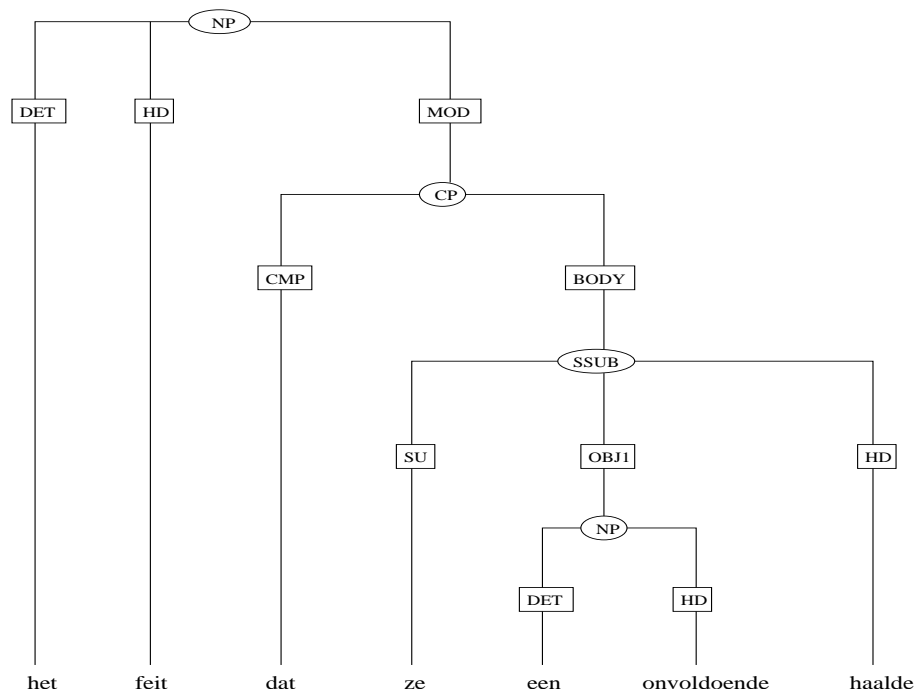 NP
DET HD MOD
CP
CMP BODY
SSUB
SU OBJ1 HD
NP
DET HD
het feit dat ze een onvoldoende haalde